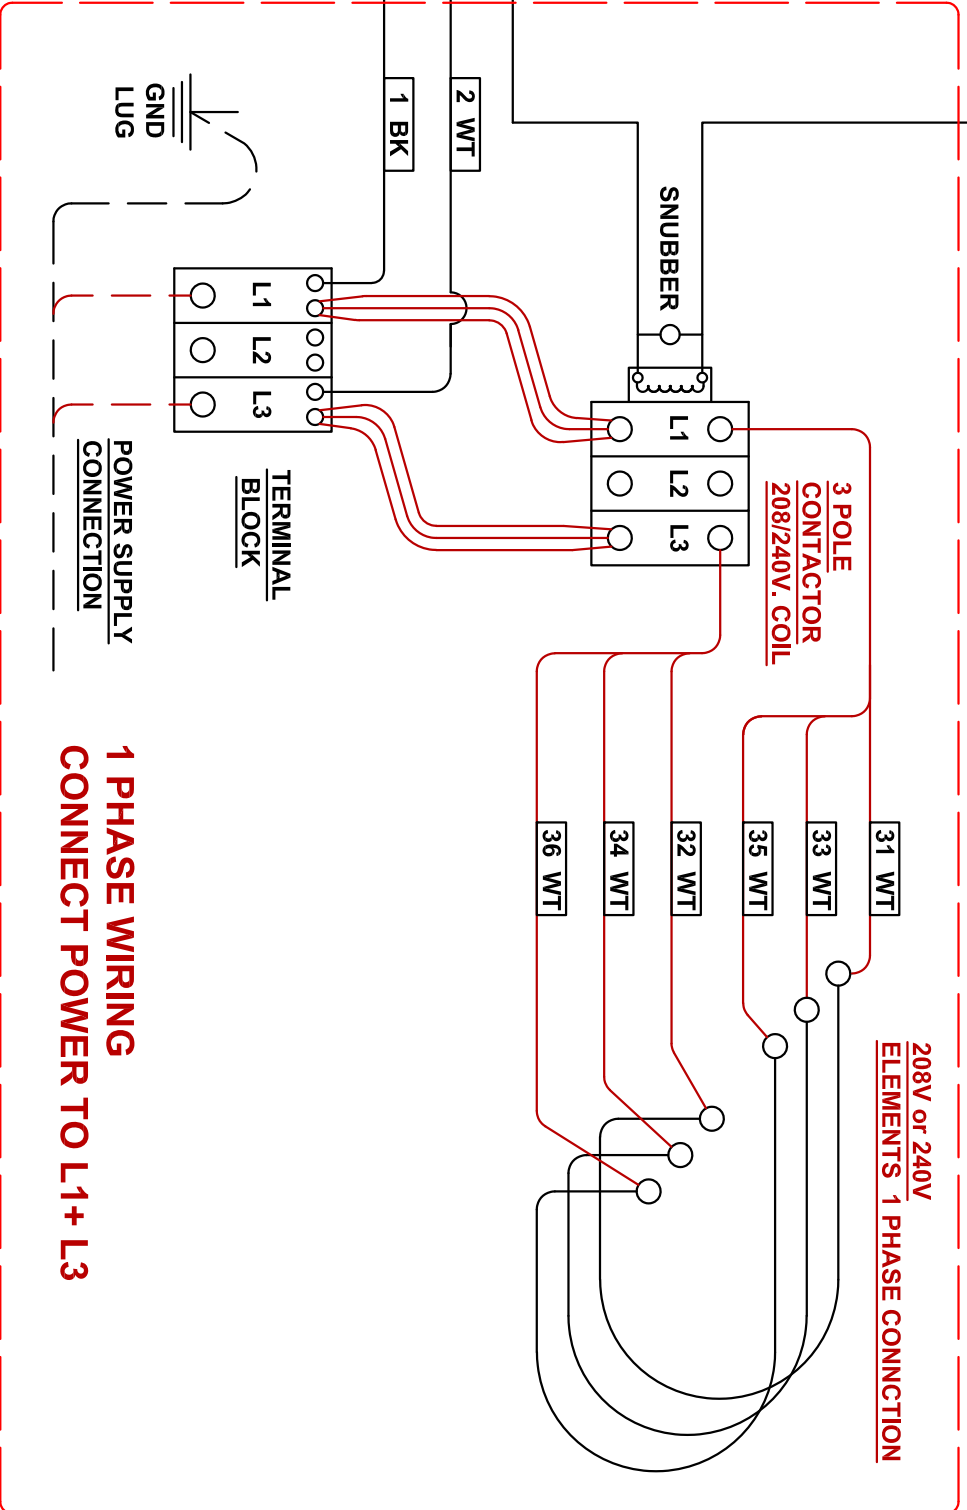 208V or 240V
ELEMENTS 1 PHASE CONNCTION
31 WT
33 WT
35 WT
32 WT
34 WT
36 WT
3 POLE
CONTACTOR
208/240V. COIL
L1
L2
L3
SNUBBER
2 WT
1 BK
L1
L2
L3
TERMINAL
BLOCK
GND
LUG
POWER SUPPLY
CONNECTION
1 PHASE WIRING
CONNECT POWER TO L1+ L3